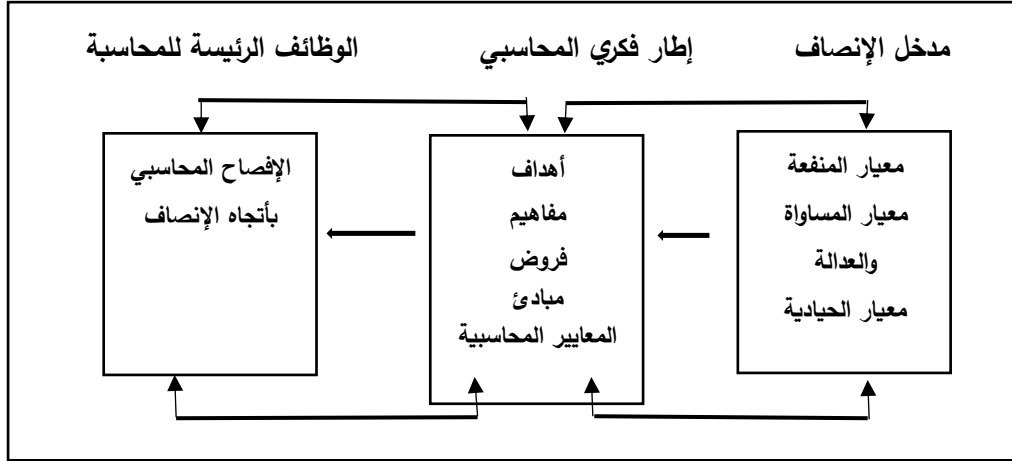 مدخل الإنصاف
إطار فكري المحاسبي
الوظائف الرئيسة للمحاسبة
معيار المنفعة
معيار المساواة
والعدالة
معيار الحيادية
أهداف
مفاهيم
فروض
مبادئ
المعايير المحاسبية
الإفصاح المحاسبي
بأتجاه الإنصاف